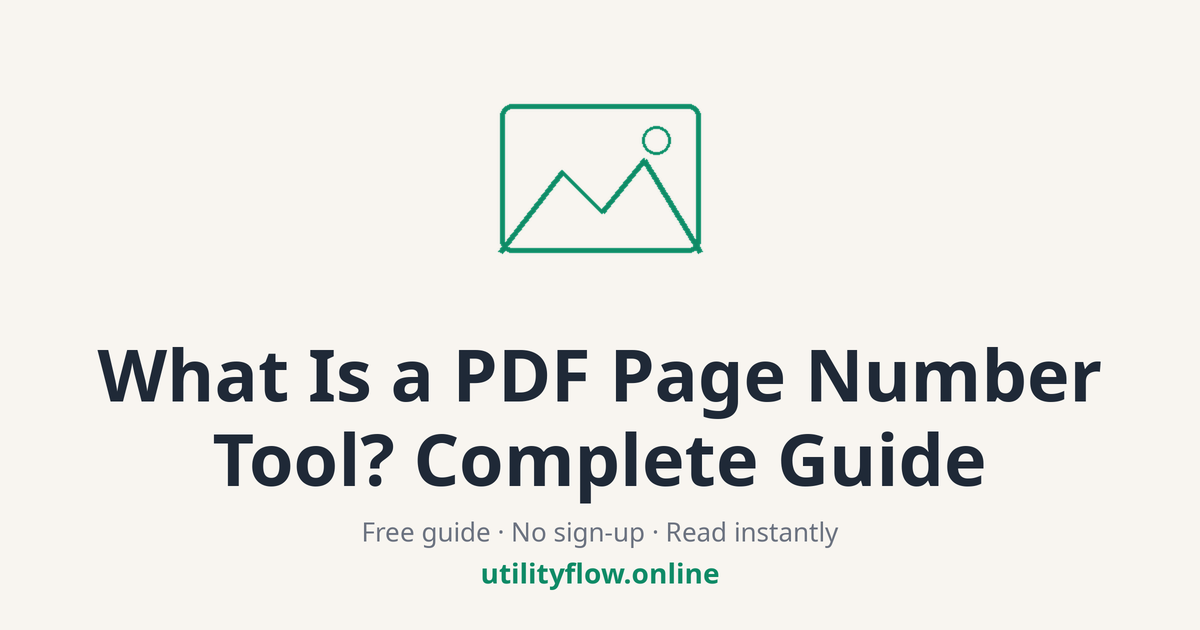 What Is a PDF Page Number
Tool? Complete Guide
Free guide · No sign-up · Read instantly
utilityflow.online